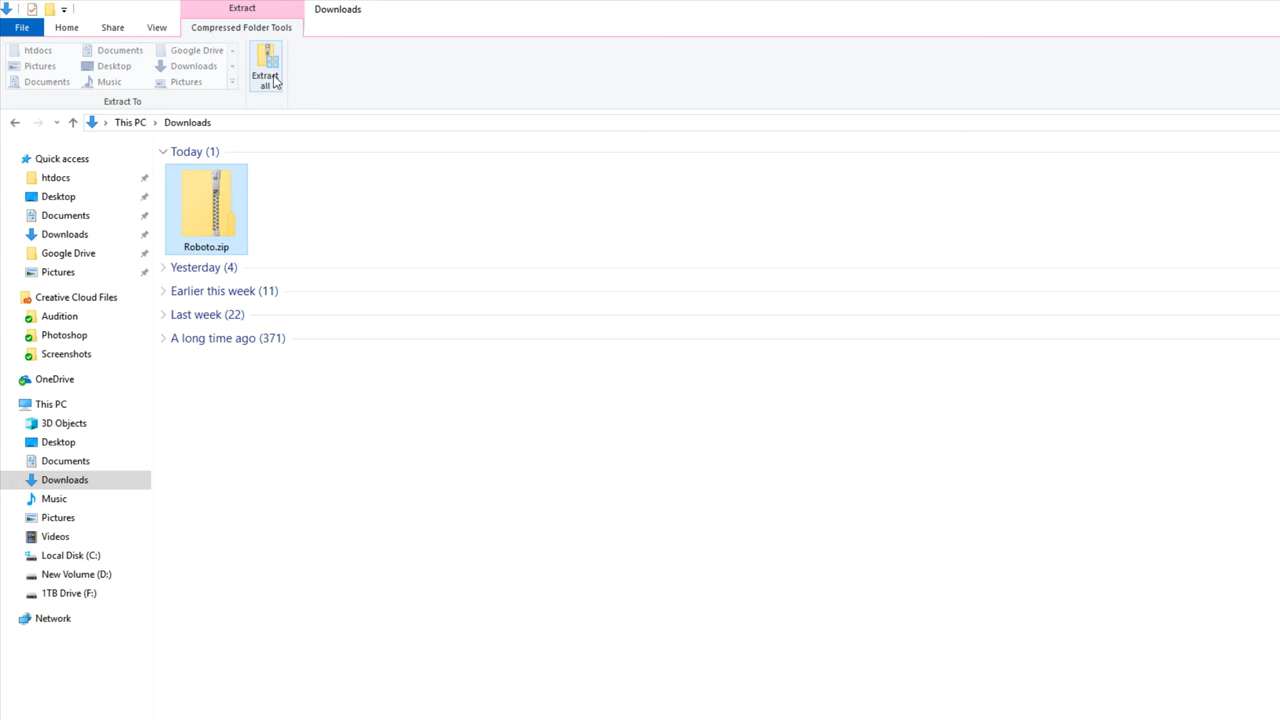 Extract
Downloads
File
Home
Share
View
Compressed Folder Tools
htdocs
Documents
Google Drive
Pictures
Desktop
Downloads
Documents
Music
Pictures
Extract all
Extract To
This PC
Downloads
Quick access
htdocs
Desktop
Documents
Downloads
Google Drive
Pictures
Creative Cloud Files
Audition
Photoshop
Screenshots
OneDrive
This PC
3D Objects
Desktop
Documents
Downloads
Music
Pictures
Videos
Local Disk (C:)
New Volume (D:)
1TB Drive (F:)
Network
Today (1)
Roboto.zip
Yesterday (4)
Earlier this week (11)
Last week (22)
A long time ago (371)